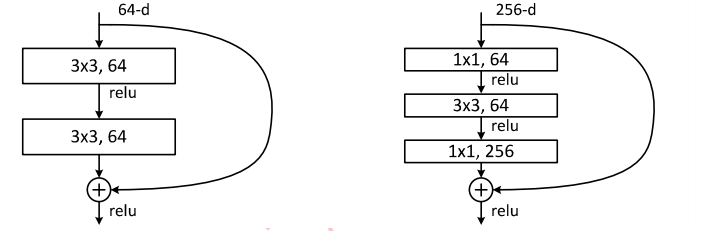 64-d
3x3, 64
relu
3x3, 64
+
relu
256-d
1x1, 64
relu
3x3, 64
relu
1x1, 256
+
relu